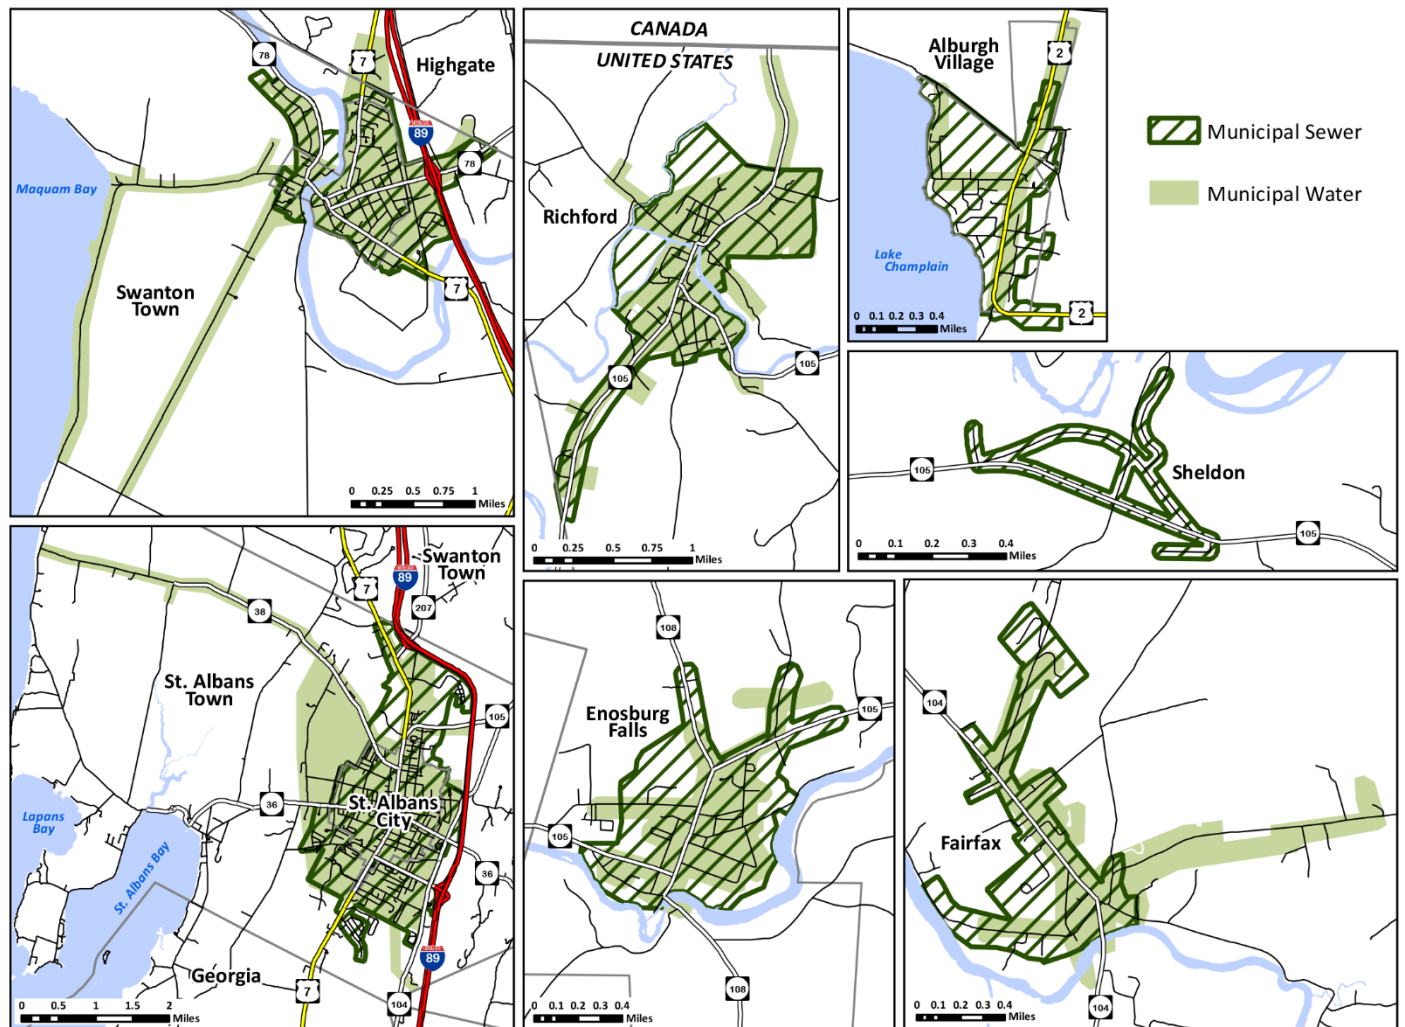 78
7
Highgate
INTERSTATE
89
78
Maquam Bay
Swanton
Town
7
0 0.25 0.5 0.75 1
Miles
CANADA
UNITED STATES
Richford
105
105
0 0.25 0.5 0.75 1
Miles
Alburgh
Village
2
Lake
Champlain
2
0 0.1 0.2 0.3 0.4
Miles
Municipal Sewer
Municipal Water
105
Sheldon
105
0 0.1 0.2 0.3 0.4
Miles
Swanton
Town
7
89
207
38
St. Albans
Town
105
36
St. Albans
City
Lapans
Bay
St. Albans Bay
36
Georgia
7
89
104
0 0.5 1 1.5 2
Miles
108
Enosburg
Falls
105
105
108
0 0.1 0.2 0.3 0.4
Miles
104
Fairfax
104
0 0.1 0.2 0.3 0.4
Miles